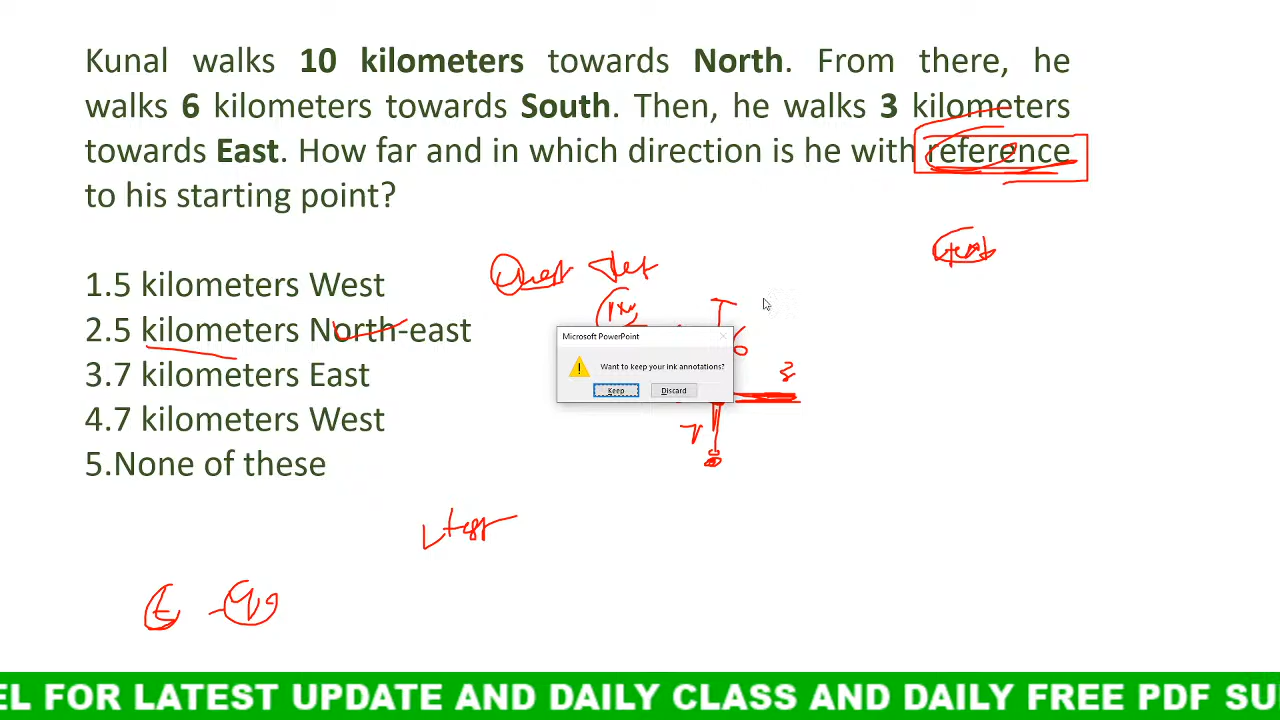 Kunal walks 10 kilometers towards North. From there, he
walks 6 kilometers towards South. Then, he walks 3 kilometers
towards East. How far and in which direction is he with reference
to his starting point?
1.5 kilometers West
2.5 kilometers North-east
3.7 kilometers East
4.7 kilometers West
5.None of these
Microsoft PowerPoint
Want to keep your ink annotations?
Keep
Discard
6
3
EL FOR LATEST UPDATE AND DAILY CLASS AND DAILY FREE PDF SU